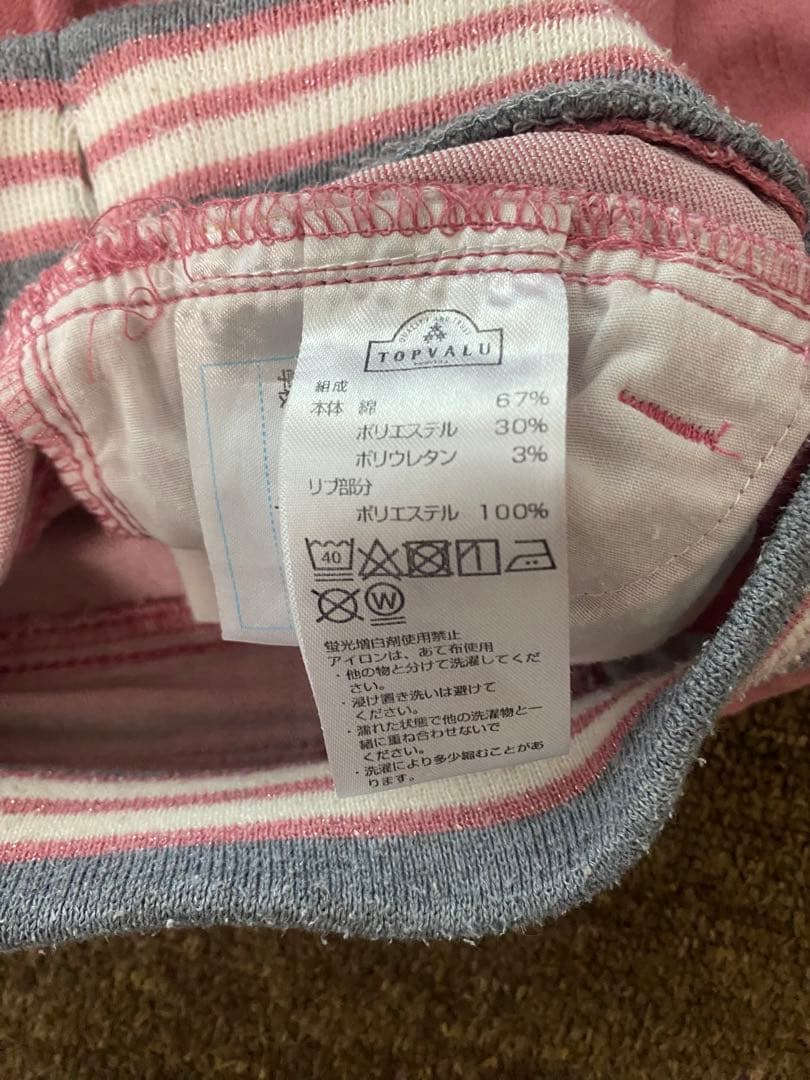 QUALITY AND TRUST
TOPVALU
組成
本体 綿 67%
ポリエステル 30%
ポリウレタン 3%
リブ部分
ポリエステル 100%
40
W
蛍光増白剤使用禁止
アイロンは、あて布使用
・他の物と分けて洗濯してくだ
さい。
・浸け置き洗いは避けて
ください。
・濡れた状態で他の洗濯物と一
緒に重ね合わせないで
ください。
・洗濯により多少縮むことがあ
ります。